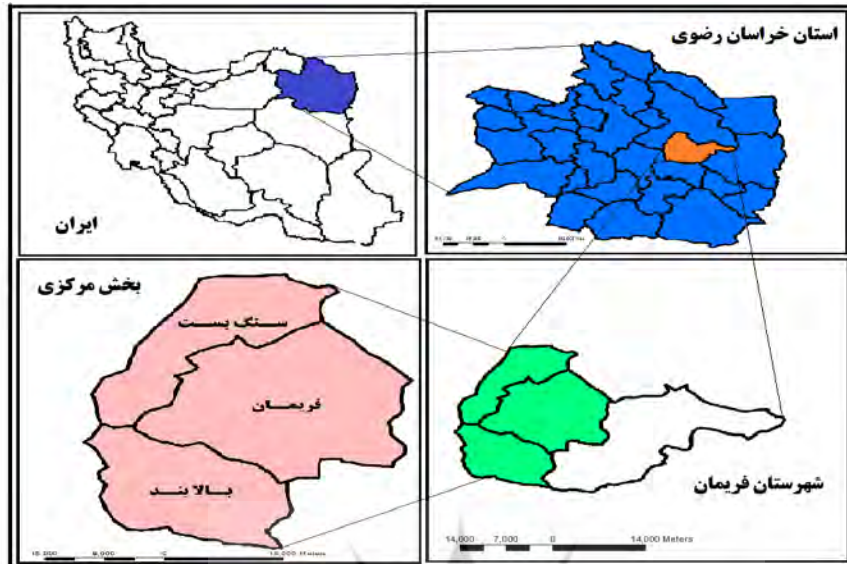 استان خراسان رضوی
ایران
بخش مرکزی
سنگ بست
فریمان
بالا بند
شهرستان فریمان
14,000 7,000 0 14,000 Meters